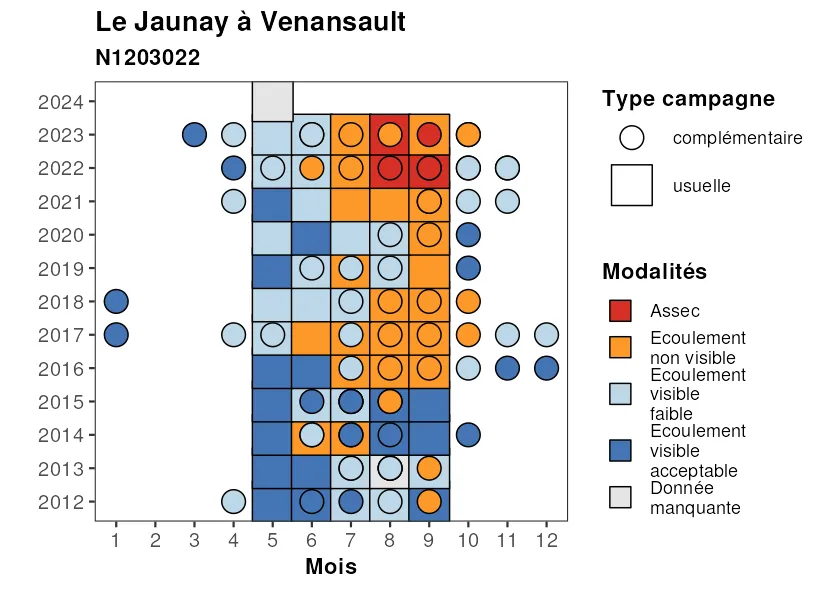 Le Jaunay à Venansault
N1203022
2024
2023
2022
2021
2020
2019
2018
2017
2016
2015
2014
2013
2012
1 2 3 4 5 6 7 8 9 10 11 12
Mois
Type campagne
complémentaire
usuelle
Modalités
Assec
Ecoulement
non visible
Ecoulement
visible
faible
Ecoulement
visible
acceptable
Donnée
manquante